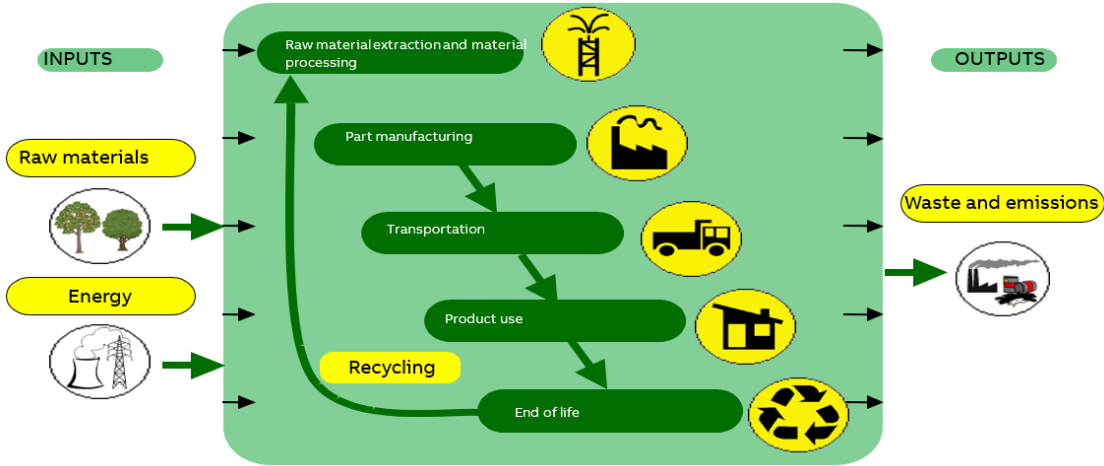 INPUTS
Raw materials
Energy
Raw material extraction and material
processing
Part manufacturing
Transportation
Product use
Recycling
End of life
OUTPUTS
Waste and emissions